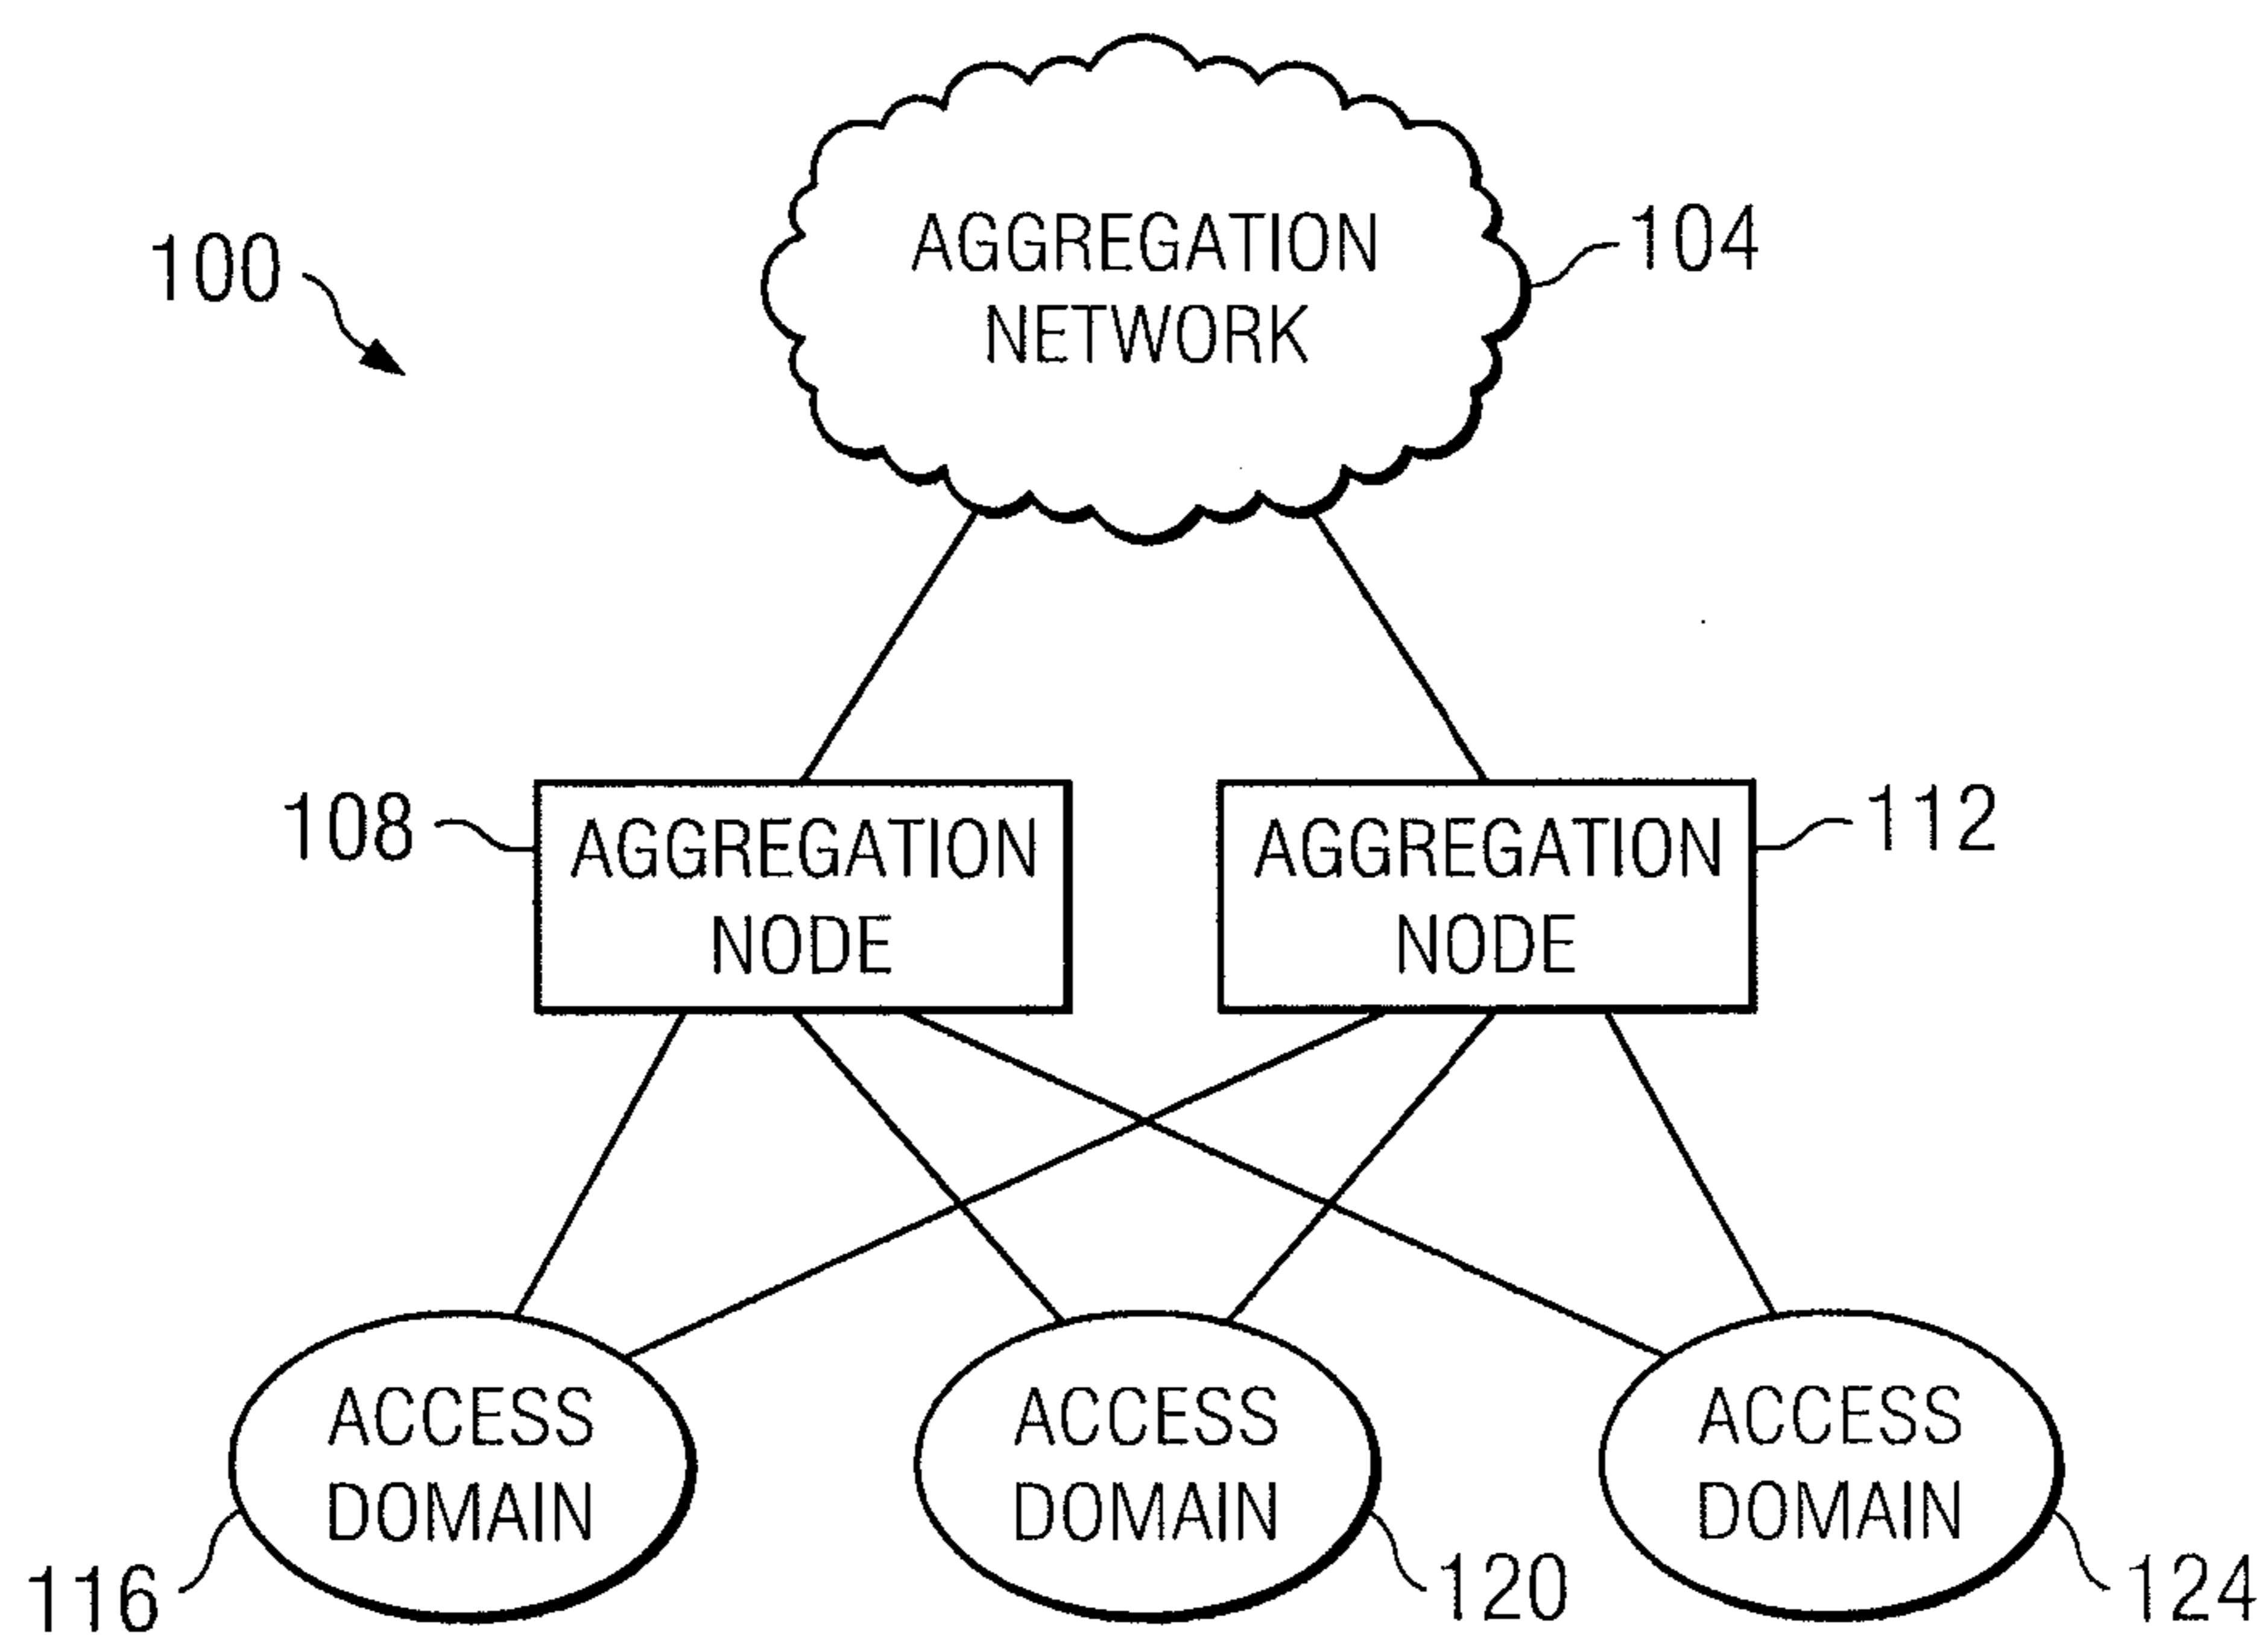 AGGREGATION
NETWORK
104
100
108
AGGREGATION
NODE
AGGREGATION
NODE
112
ACCESS
DOMAIN
116
ACCESS
DOMAIN
120
ACCESS
DOMAIN
124